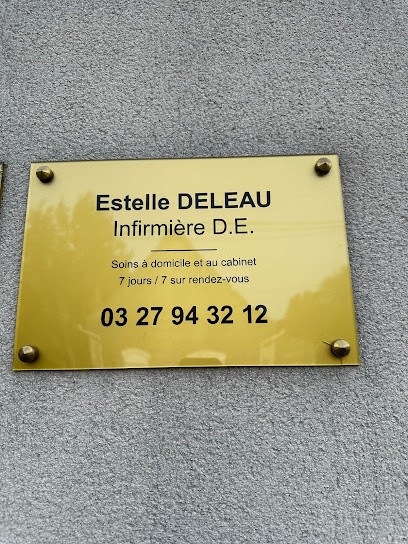 Estelle DELEAU
Infirmière D.E.
Soins à domicile et au cabinet
7 jours / 7 sur rendez-vous
03 27 94 32 12